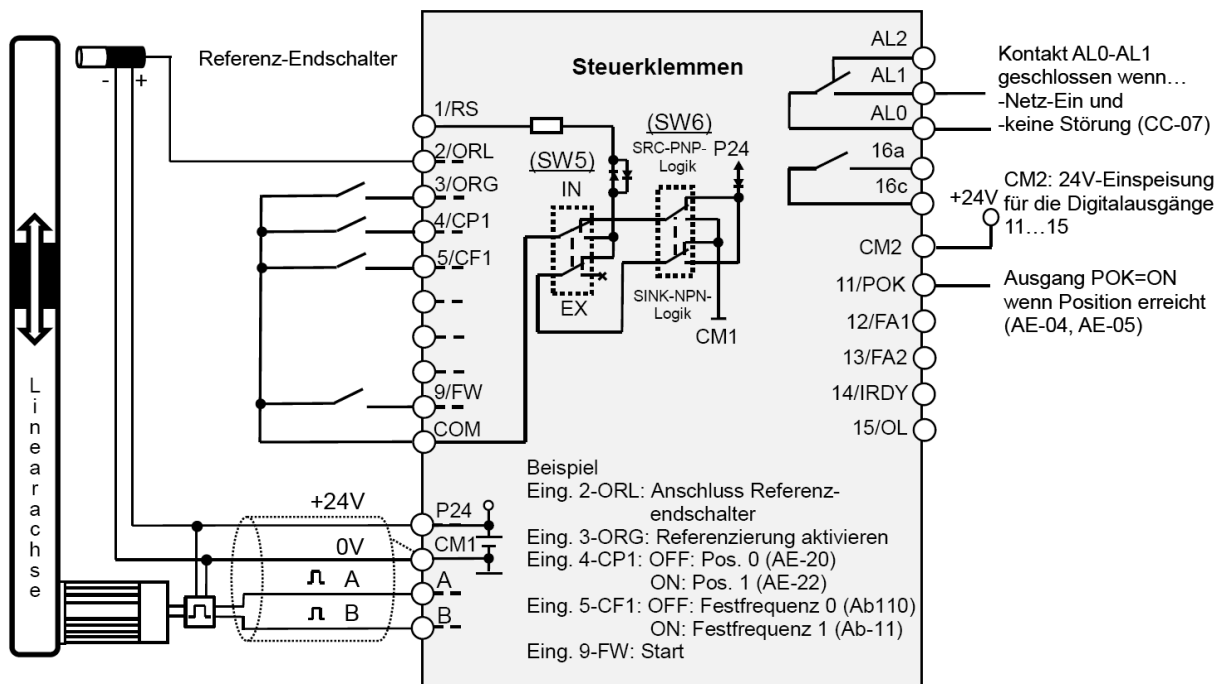 Linearachse
- +
Referenz-Endschalter
1/RS
2/ORL
3/ORG
4/CP1
5/CF1
9/FW
COM
+24V
P24
0V
CM1
A
A
B
B
Steuerklemmen
(SW5)
IN
EX
(SW6)
SRC-PNP-
Logik
P24
SINK-NPN-
Logik
CM1
Beispiel
Eing. 2-ORL: Anschluss Referenz-
endschalter
Eing. 3-ORG: Referenzierung aktivieren
Eing. 4-CP1: OFF: Pos. 0 (AE-20)
ON: Pos. 1 (AE-22)
Eing. 5-CF1: OFF: Festfrequenz 0 (Ab110)
ON: Festfrequenz 1 (Ab-11)
Eing. 9-FW: Start
AL2
AL1
AL0
16a
16c
CM2
11/POK
12/FA1
13/FA2
14/IRDY
15/OL
Kontakt AL0-AL1
geschlossen wenn…
-Netz-Ein und
-keine Störung (CC-07)
+24V
CM2: 24V-Einspeisung
für die Digitalausgänge
11…15
Ausgang POK=ON
wenn Position erreicht
(AE-04, AE-05)